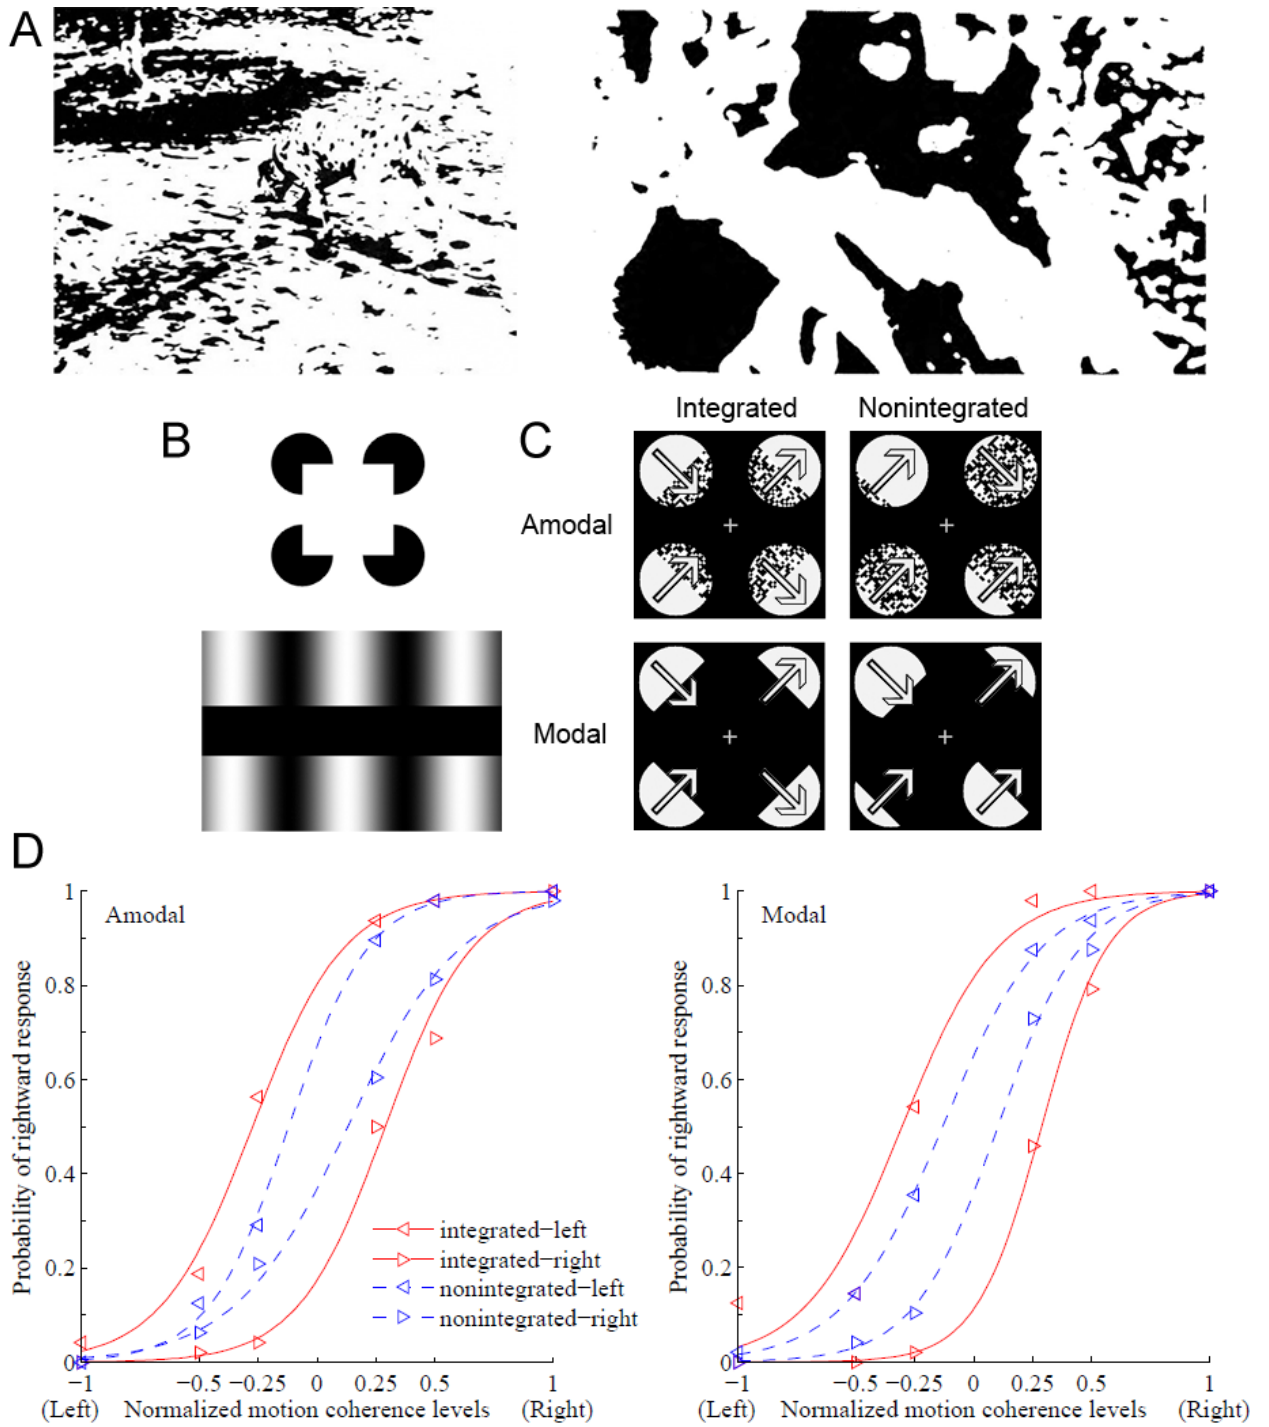 A
B
C
Integrated
Nonintegrated
Amodal
Modal
D
Amodal
Probability of rightward response
1
0.8
0.6
0.4
0.2
0
−1
−0.5
−0.25
0
0.25
0.5
1
(Left)
Normalized motion coherence levels
(Right)
integrated−left
integrated−right
nonintegrated−left
nonintegrated−right
Modal
Probability of rightward response
1
0.8
0.6
0.4
0.2
0
−1
−0.5
−0.25
0
0.25
0.5
1
(Left)
Normalized motion coherence levels
(Right)